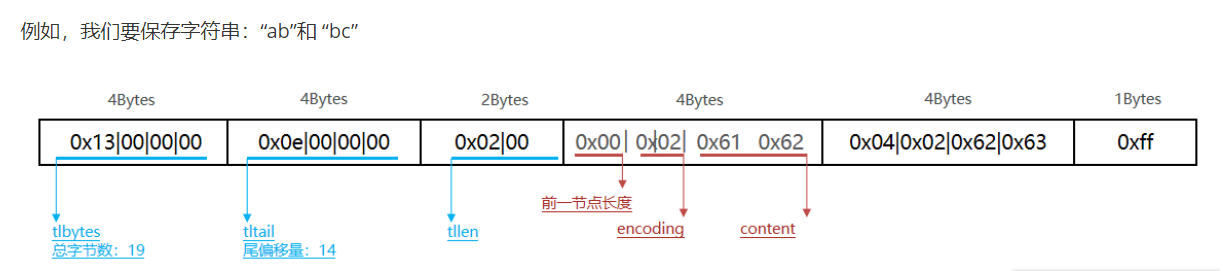 例如，我们要保存字符串：“ab”和 “bc”
4Bytes 4Bytes 2Bytes 4Bytes 4Bytes 1Bytes
0x13|00|00|00 0x0e|00|00|00 0x02|00 0x00| 0x02| 0x61 0x62 0x04|0x02|0x62|0x63 0xff
前一节点长度
tlbytes tltail tllen encoding content
总字节数：19 尾偏移量：14